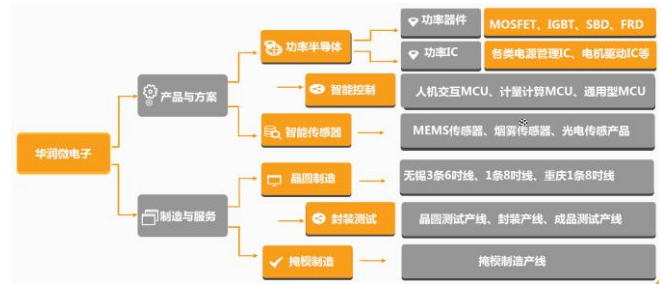 华润微电子
产品与方案
功率半导体
功率器件
MOSFET、IGBT、SBD、FRD
功率IC
各类电源管理IC、电机驱动IC等
智能控制
人机交互MCU、计量计算MCU、通用型MCU
智能传感器
MEMS传感器、烟雾传感器、光电传感产品
制造与服务
晶圆制造
无锡3条6吋线、1条8吋线、重庆1条8吋线
封装测试
晶圆测试产线、封装产线、成品测试产线
掩模制造
掩模制造产线